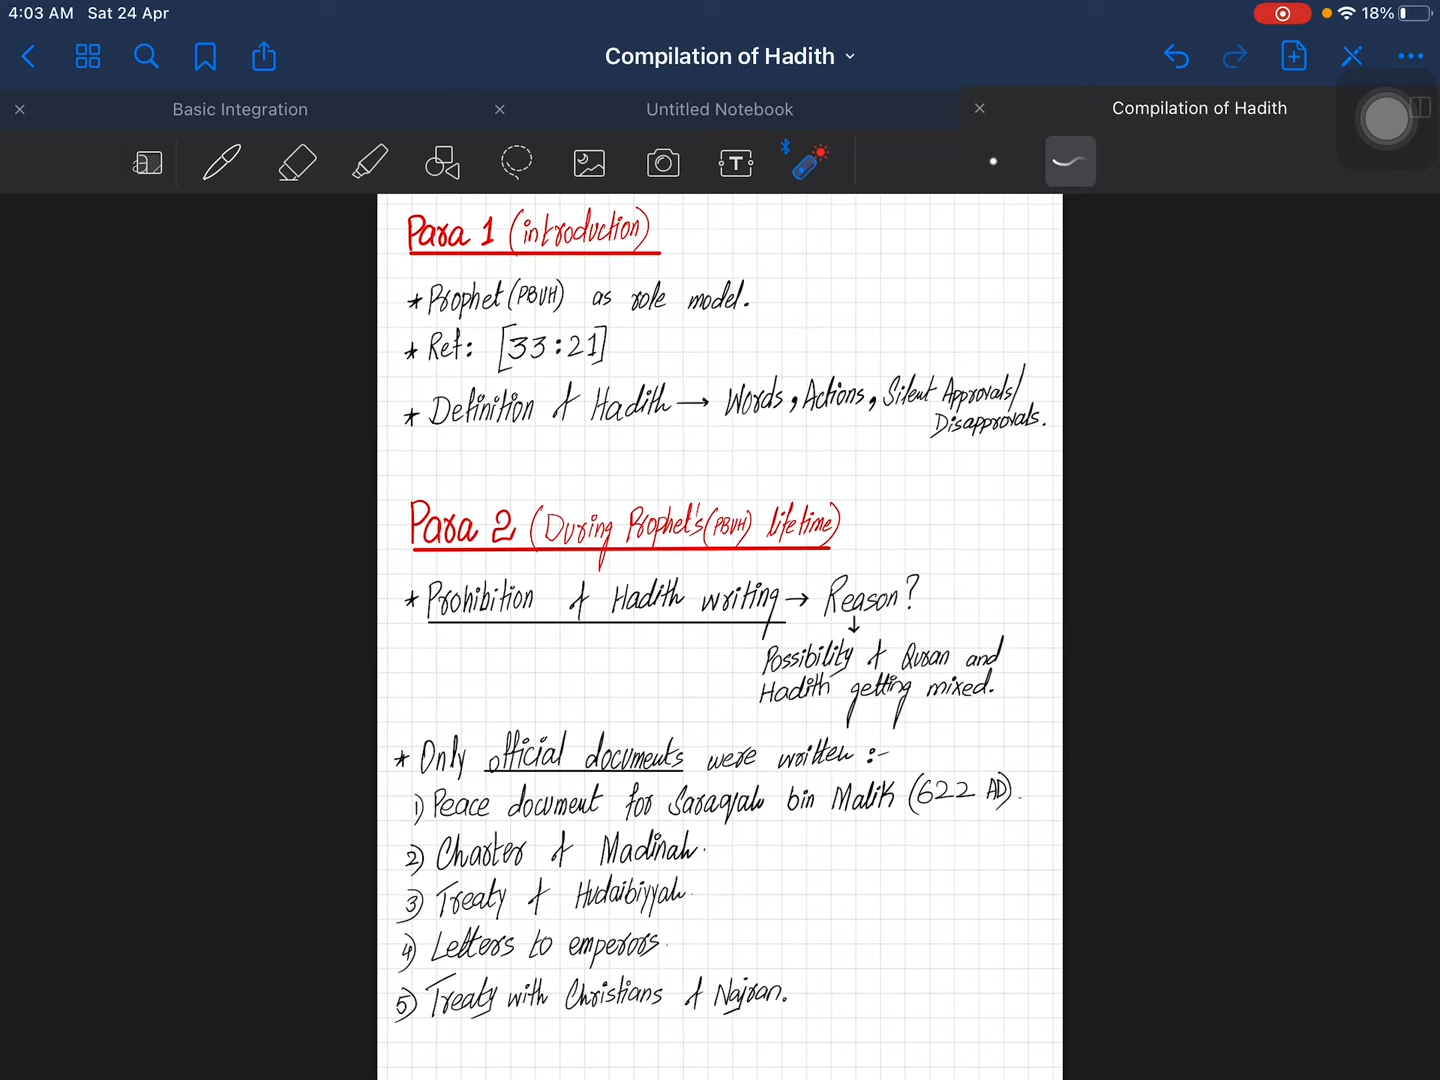 4:03 AM Sat 24 Apr 18%
Compilation of Hadith
Basic Integration Untitled Notebook Compilation of Hadith
Para 1 (introduction)
* Prophet (PBUH) as role model.
* Ref: [33:21]
* Definition of Hadith → Words, Actions, Silent Approvals/
Disapprovals.
Para 2 (During Prophet's (PBUH) lifetime)
* Prohibition of Hadith writing → Reason?
↓
Possibility of Quran and
Hadith getting mixed.
* Only official documents were written :-
1) Peace document for Saraqah bin Malik (622 AD).
2) Charter of Madinah.
3) Treaty of Hudaibiyyah.
4) Letters to emperors.
5) Treaty with Christians of Najran.